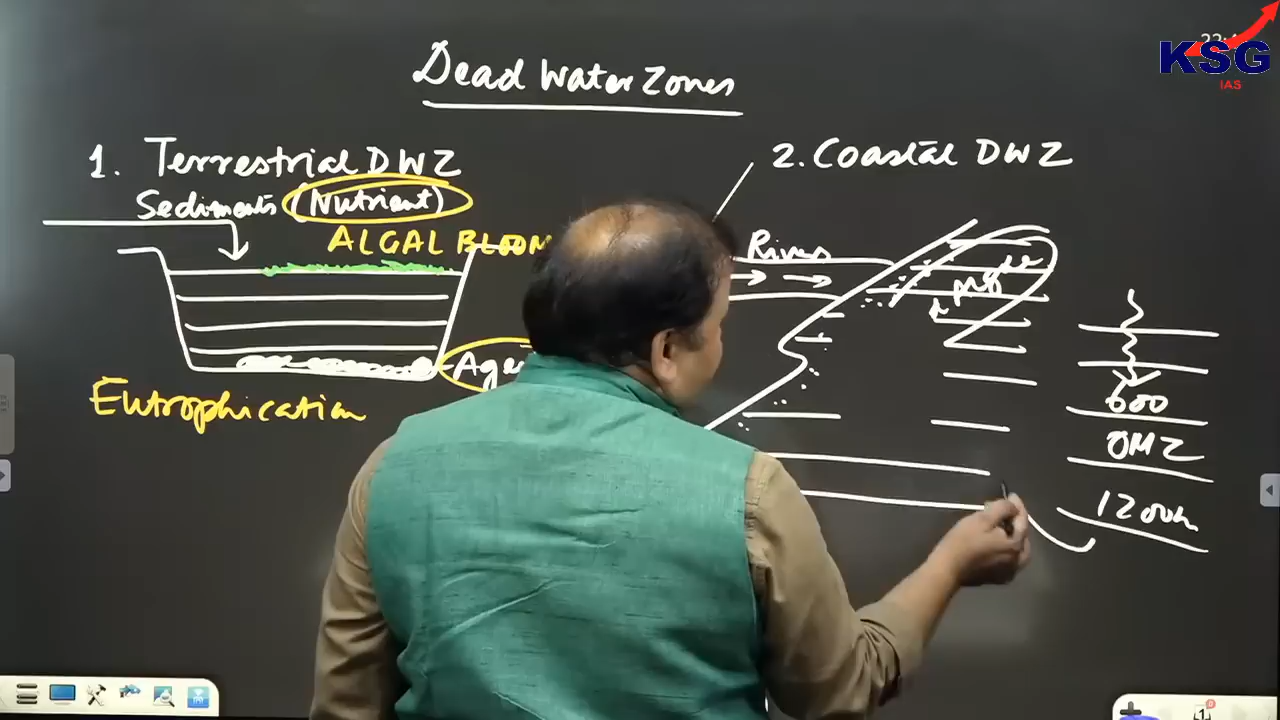 KSG
IAS
Dead Water Zones
1. Terrestrial DWZ
Sediments (Nutrient)
ALGAL BLOOM
Eutrophication
2. Coastal DWZ
River
600
OMZ
1200m